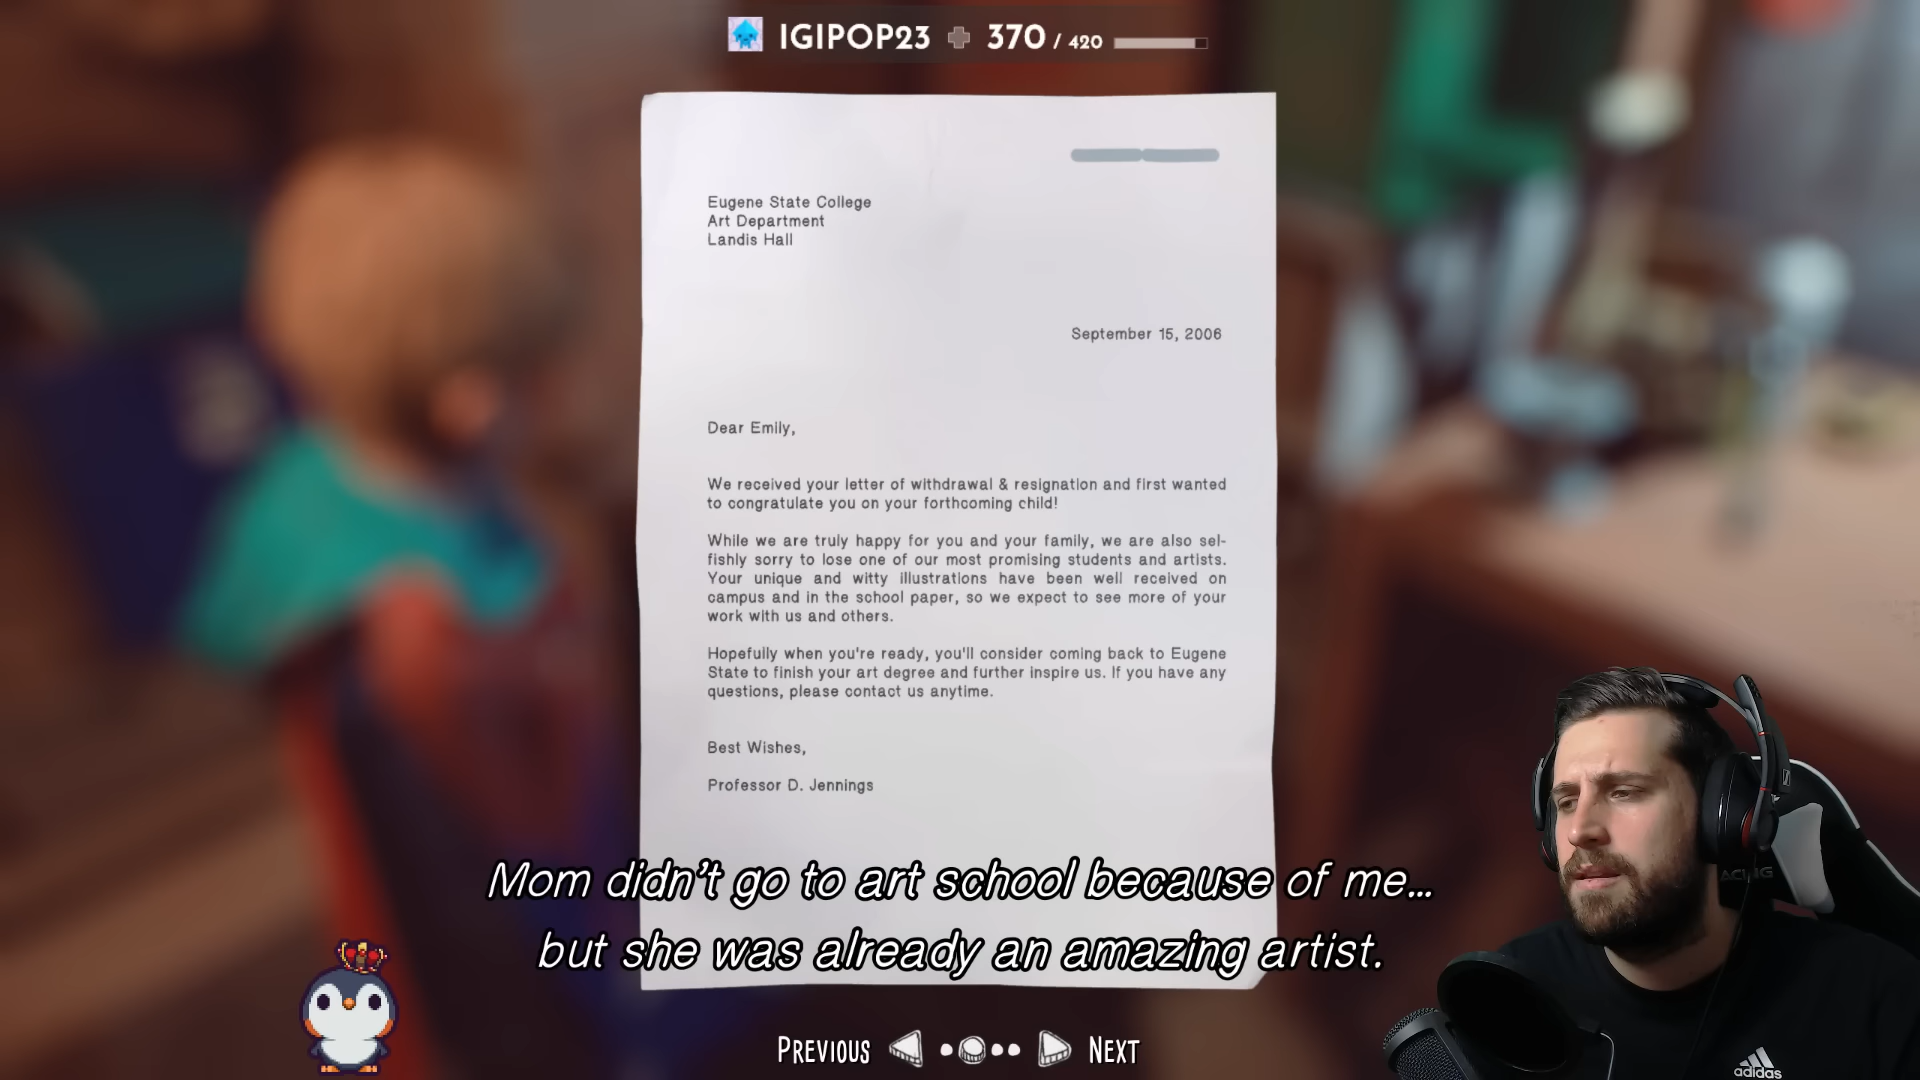 IGIPOP23 370 / 420
Eugene State College
Art Department
Landis Hall
September 15, 2006
Dear Emily,
We received your letter of withdrawal & resignation and first wanted
to congratulate you on your forthcoming child!
While we are truly happy for you and your family, we are also sel-
fishly sorry to lose one of our most promising students and artists.
Your unique and witty illustrations have been well received on
campus and in the school paper, so we expect to see more of your
work with us and others.
Hopefully when you're ready, you'll consider coming back to Eugene
State to finish your art degree and further inspire us. If you have any
questions, please contact us anytime.
Best Wishes,
Professor D. Jennings
Mom didn't go to art school because of me...
but she was already an amazing artist.
PREVIOUS NEXT
ACING
adidas